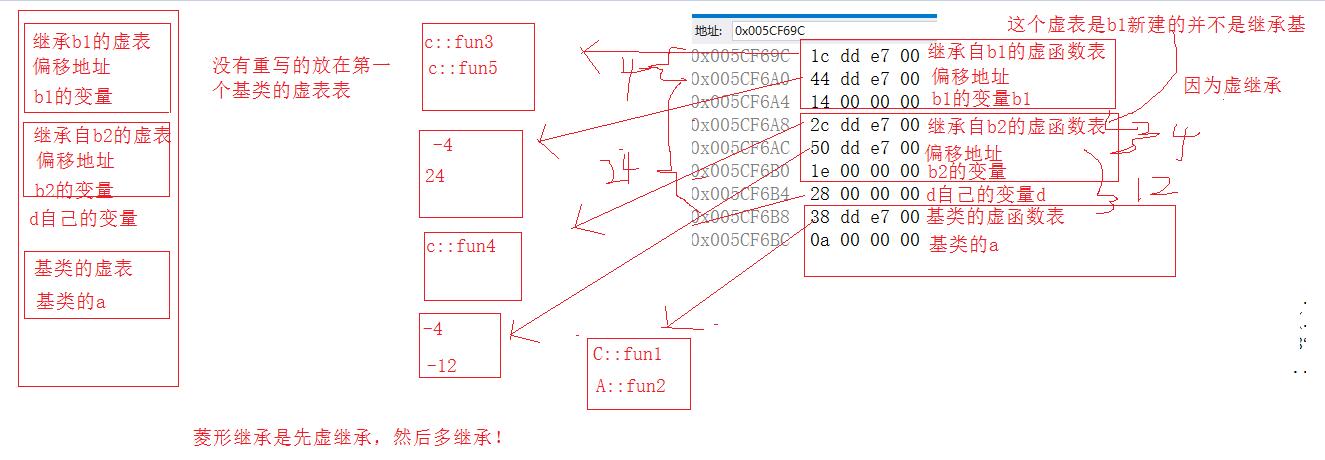 继承b1的虚表
偏移地址
b1的变量
继承自b2的虚表
偏移地址
b2的变量
d自己的变量
基类的虚表
基类的a
没有重写的放在第一
个基类的虚表表
c::fun3
c::fun5
-4
24
c::fun4
-4
-12
C::fun1
A::fun2
菱形继承是先虚继承，然后多继承！
地址: 0x005CF69C
0x005CF69C 1c dd e7 00 继承自b1的虚函数表
0x005CF6A0 44 dd e7 00 偏移地址
0x005CF6A4 14 00 00 00 b1的变量b1
0x005CF6A8 2c dd e7 00 继承自b2的虚函数表
0x005CF6AC 50 dd e7 00 偏移地址
0x005CF6B0 1e 00 00 00 b2的变量
0x005CF6B4 28 00 00 00 d自己的变量d
0x005CF6B8 38 dd e7 00 基类的虚函数表
0x005CF6BC 0a 00 00 00 基类的a
4
24
4
12
这个虚表是b1新建的并不是继承基
因为虚继承